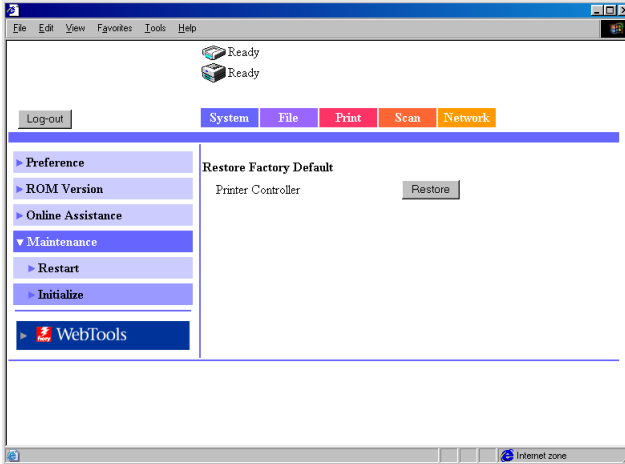 File Edit View Favorites Tools Help
Ready
Ready
Log-out
System File Print Scan Network
Preference
ROM Version
Online Assistance
Maintenance
Restart
Initialize
fiery WebTools
Restore Factory Default
Printer Controller Restore
Internet zone